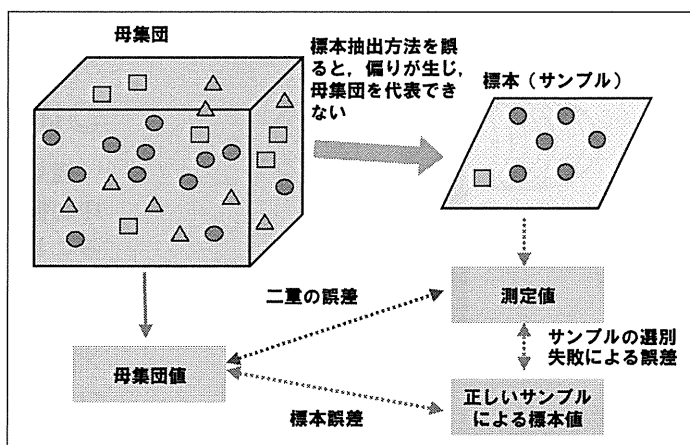 母集団
標本抽出方法を誤
ると，偏りが生じ，
母集団を代表でき
ない
標本（サンプル）
二重の誤差
測定値
サンプルの選別
失敗による誤差
母集団値
標本誤差
正しいサンプル
による標本値